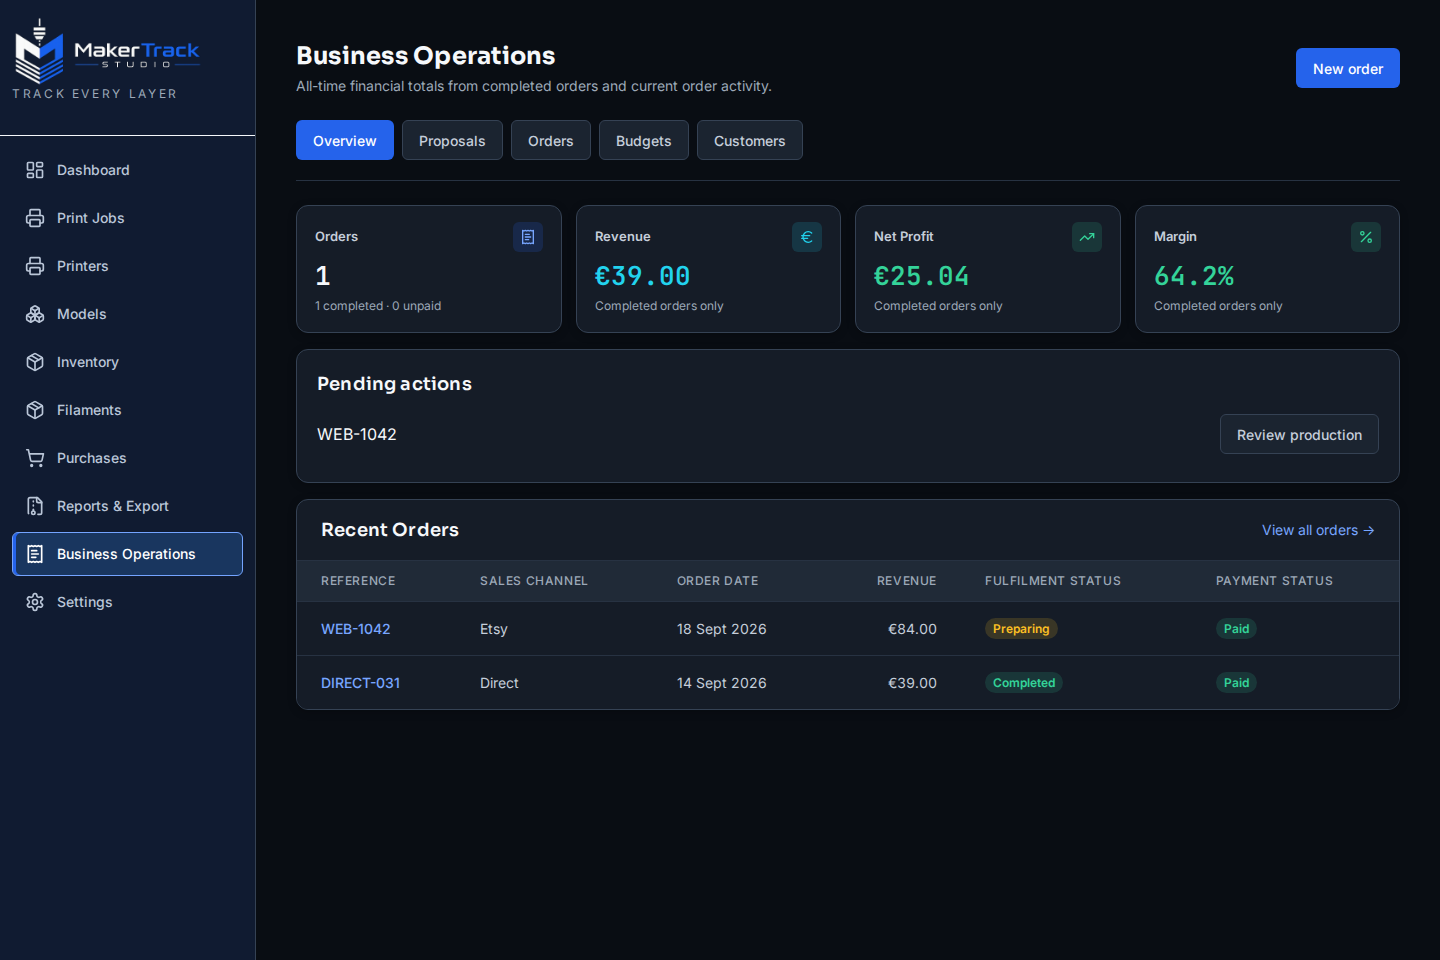 MakerTrack
STUDIO
TRACK EVERY LAYER
Dashboard
Print Jobs
Printers
Models
Inventory
Filaments
Purchases
Reports & Export
Business Operations
Settings
Business Operations
All-time financial totals from completed orders and current order activity.
New order
Overview Proposals Orders Budgets Customers
Orders
1
1 completed · 0 unpaid
Revenue
€
€39.00
Completed orders only
Net Profit
€25.04
Completed orders only
Margin
%
64.2%
Completed orders only
Pending actions
WEB-1042
Review production
Recent Orders
View all orders →
REFERENCE SALES CHANNEL ORDER DATE REVENUE FULFILMENT STATUS PAYMENT STATUS
WEB-1042 Etsy 18 Sept 2026 €84.00 Preparing Paid
DIRECT-031 Direct 14 Sept 2026 €39.00 Completed Paid